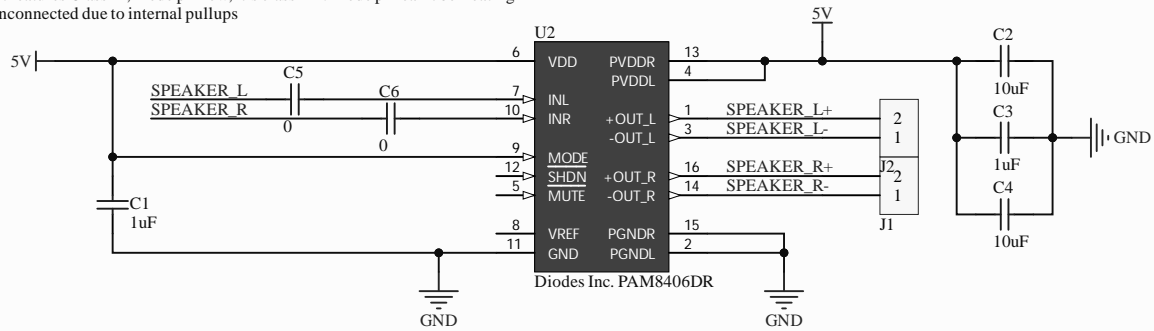 unconnected due to internal pullups
5V
U2
5V
C2
10uF
C3
1uF
C4
10uF
GND
6 VDD PVDDR 13
PVDDL 4
C5
SPEAKER_L 7 INL
0
C6
SPEAKER_R 10 INR
0
+OUT_L 1 SPEAKER_L+ 2
-OUT_L 3 SPEAKER_L- 1
J2
9 MODE
12 SHDN +OUT_R 16 SPEAKER_R+ 2
5 MUTE -OUT_R 14 SPEAKER_R- 1
J1
C1
1uF
8 VREF PGNDR 15
11 GND PGNDL 2
Diodes Inc. PAM8406DR
GND
GND